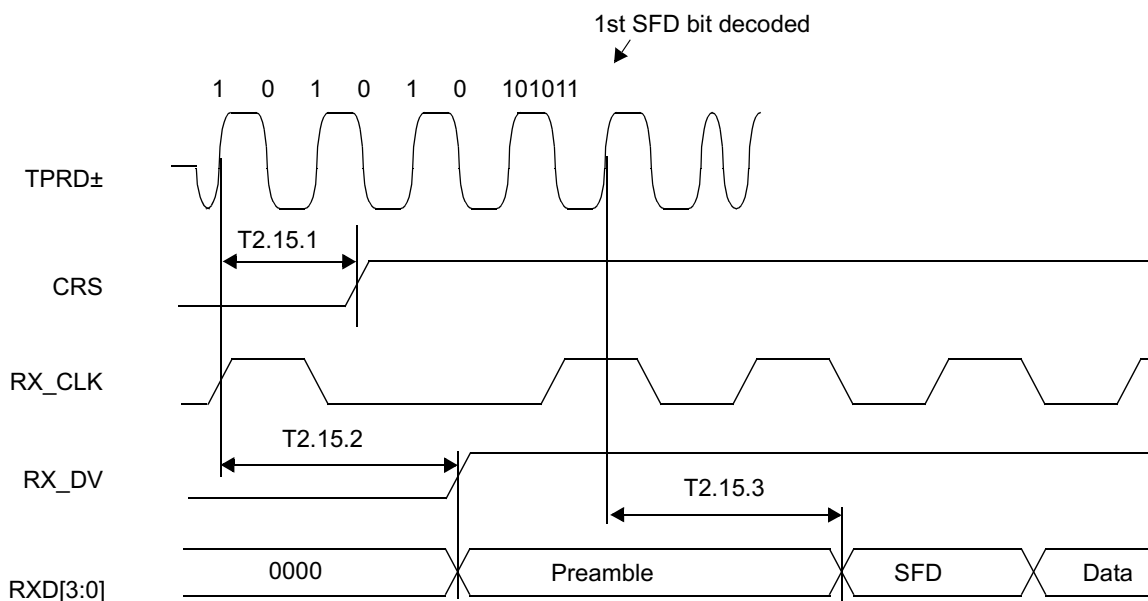 1st SFD bit decoded
1 0 1 0 1 0 101011
TPRD±
T2.15.1
CRS
RX_CLK
T2.15.2
RX_DV
T2.15.3
RXD[3:0]
0000
Preamble
SFD
Data